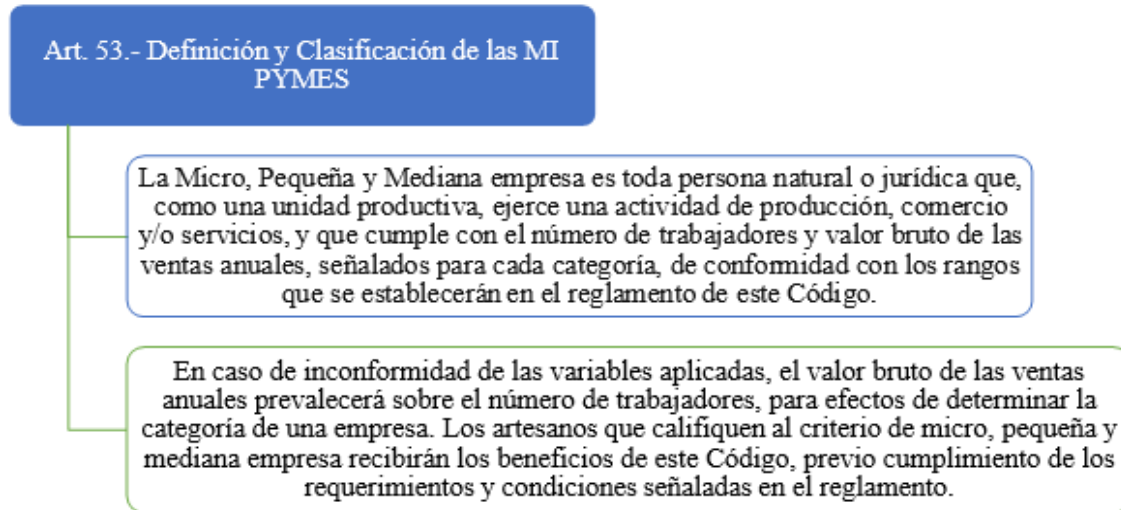 Art. 53.- Definición y Clasificación de las MI
PYMES
La Micro, Pequeña y Mediana empresa es toda persona natural o jurídica que,
como una unidad productiva, ejerce una actividad de producción, comercio
y/o servicios, y que cumple con el número de trabajadores y valor bruto de las
ventas anuales, señalados para cada categoría, de conformidad con los rangos
que se establecerán en el reglamento de este Código.
En caso de inconformidad de las variables aplicadas, el valor bruto de las ventas
anuales prevalecerá sobre el número de trabajadores, para efectos de determinar la
categoría de una empresa. Los artesanos que califiquen al criterio de micro, pequeña y
mediana empresa recibirán los beneficios de este Código, previo cumplimiento de los
requerimientos y condiciones señaladas en el reglamento.